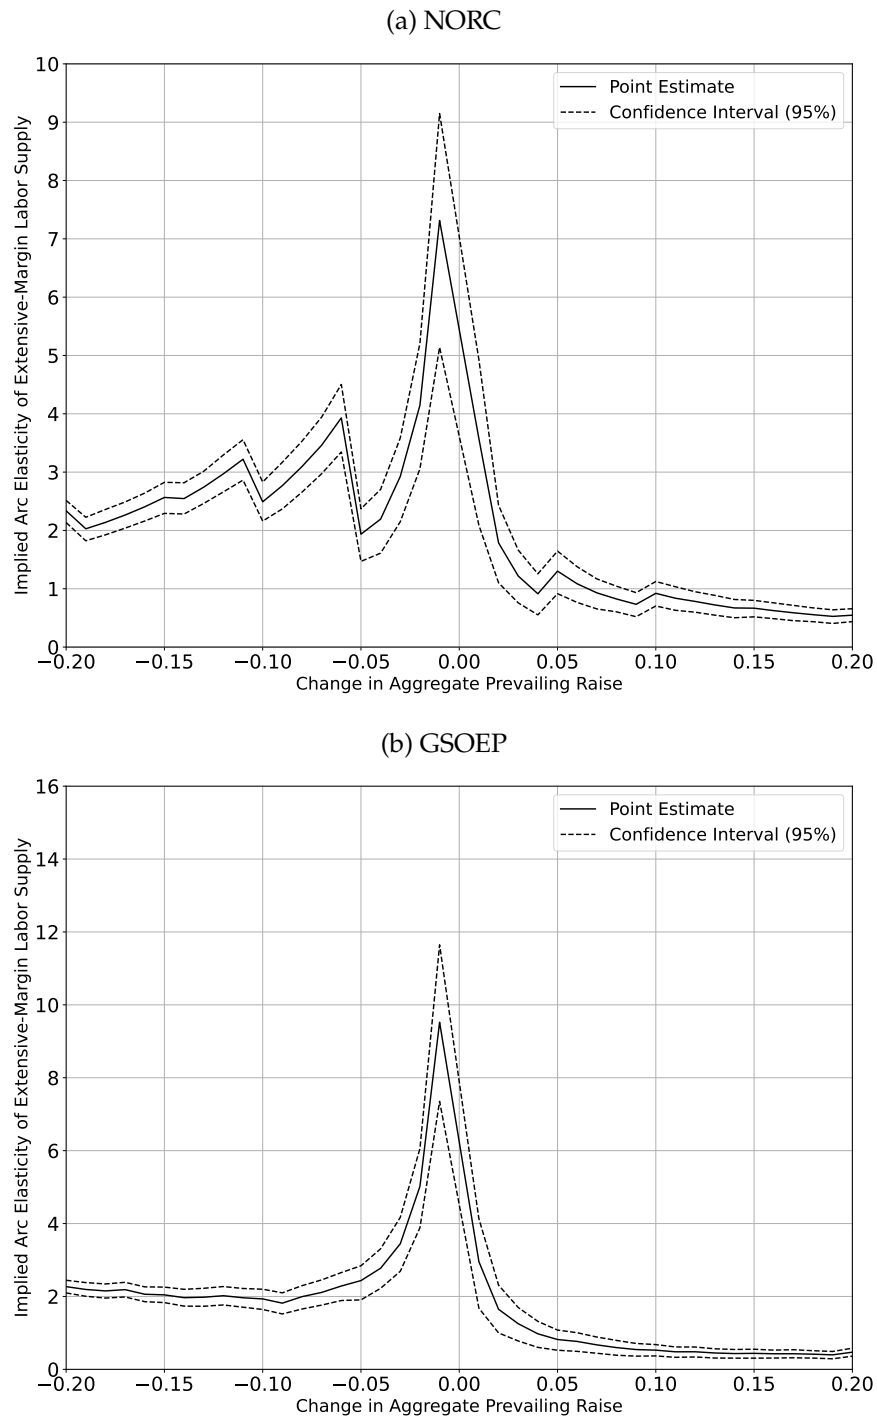 (a) NORC
10
9
8
7
6
5
4
3
2
1
0
Implied Arc Elasticity of Extensive-Margin Labor Supply
Point Estimate
Confidence Interval (95%)
−0.20 −0.15 −0.10 −0.05 0.00 0.05 0.10 0.15 0.20
Change in Aggregate Prevailing Raise
(b) GSOEP
16
14
12
10
8
6
4
2
0
Implied Arc Elasticity of Extensive-Margin Labor Supply
Point Estimate
Confidence Interval (95%)
−0.20 −0.15 −0.10 −0.05 0.00 0.05 0.10 0.15 0.20
Change in Aggregate Prevailing Raise